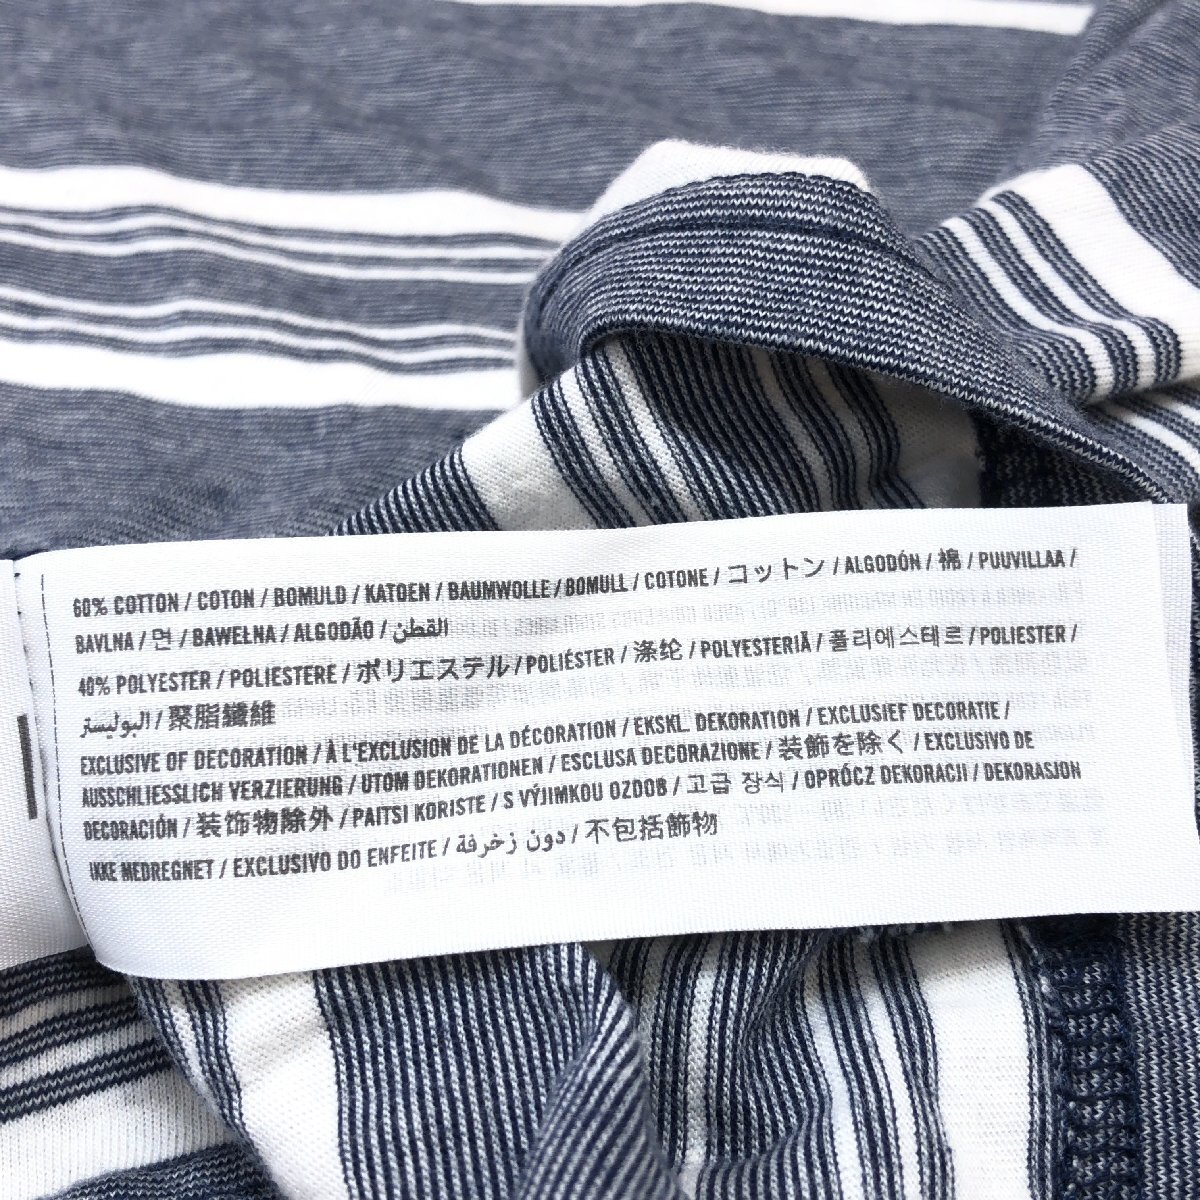 60% COTTON / COTON / BOMULD / KATOEN / BAUMWOLLE / BOMULL / COTONE / コットン / ALGODÓN / 棉 / PUUVILLAA /
BAVLNA / 면 / BAWEŁNA / ALGODÃO / القطن
40% POLYESTER / POLIESTERE / ポリエステル / POLIÉSTER / 涤纶 / POLYESTERIÄ / 폴리에스테르 / POLIESTER /
البوليستر / 聚脂纖維
EXCLUSIVE OF DECORATION / À L'EXCLUSION DE LA DÉCORATION / EKSKL. DEKORATION / EXCLUSIEF DECORATIE /
AUSSCHLIESSLICH VERZIERUNG / UTOM DEKORATIONEN / ESCLUSA DECORAZIONE / 装飾を除く / EXCLUSIVO DE
DECORACIÓN / 装饰物除外 / PAITSI KORISTE / S VÝJIMKOU OZDOB / 고급 장식 / OPRÓCZ DEKORACJI / DEKORASJON
IKKE MEDREGNET / EXCLUSIVO DO ENFEITE / دون زخرفة / 不包括飾物